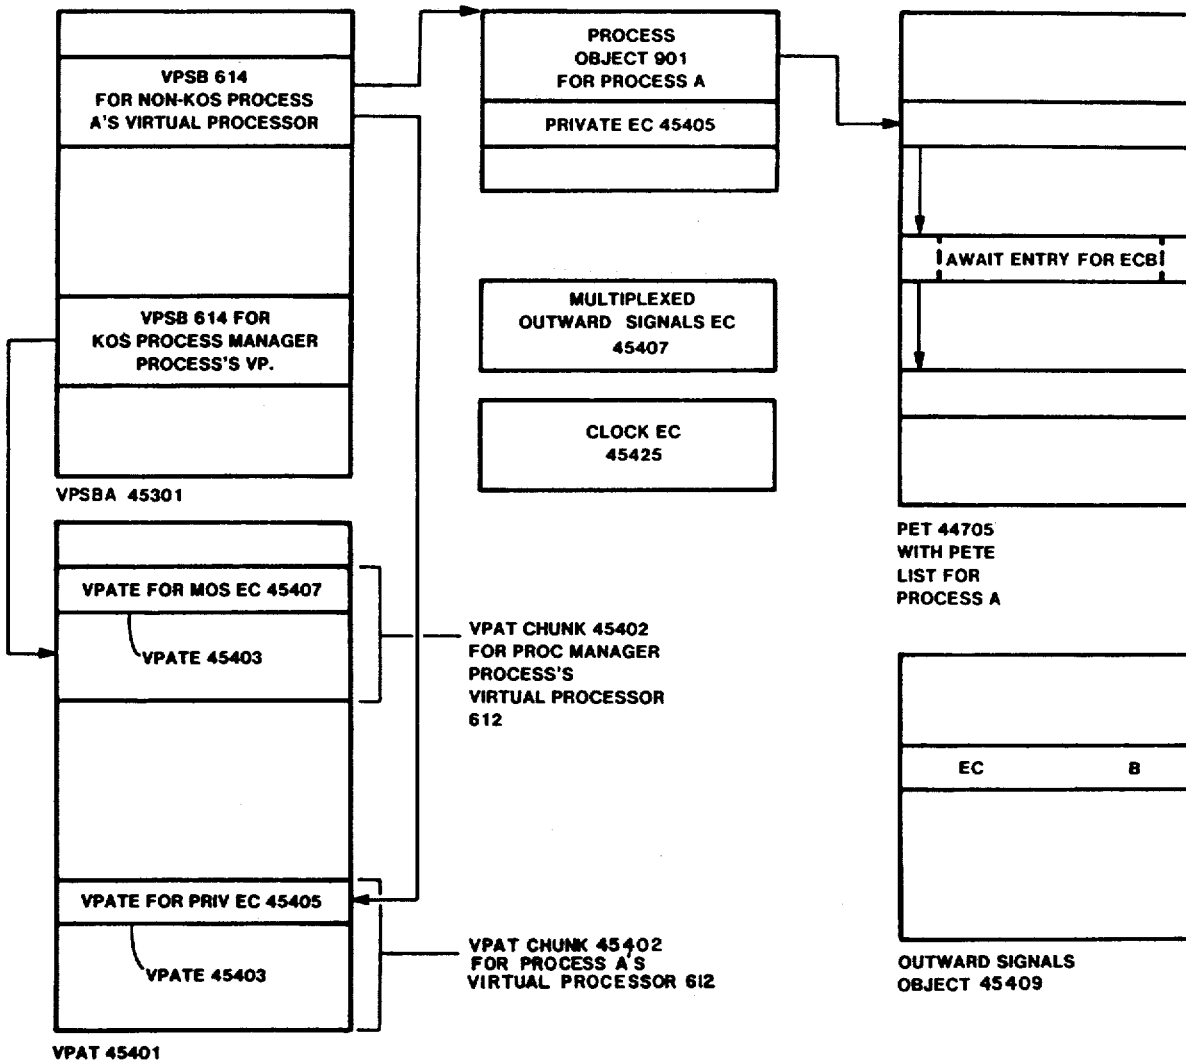 VPSB 614
FOR NON-KOS PROCESS
A'S VIRTUAL PROCESSOR
VPSB 614 FOR
KOS PROCESS MANAGER
PROCESS'S VP.
VPSBA 45301
PROCESS
OBJECT 901
FOR PROCESS A
PRIVATE EC 45405
MULTIPLEXED
OUTWARD SIGNALS EC
45407
CLOCK EC
45425
AWAIT ENTRY FOR ECB
PET 44705
WITH PETE
LIST FOR
PROCESS A
VPATE FOR MOS EC 45407
VPATE 45403
VPAT CHUNK 45402
FOR PROC MANAGER
PROCESS'S
VIRTUAL PROCESSOR
612
VPATE FOR PRIV EC 45405
VPATE 45403
VPAT CHUNK 45402
FOR PROCESS A'S
VIRTUAL PROCESSOR 612
VPAT 45401
EC B
OUTWARD SIGNALS
OBJECT 45409